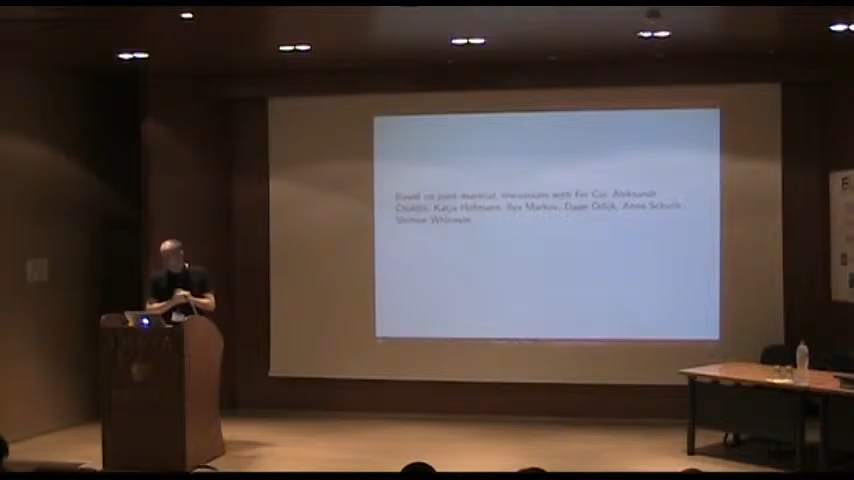 Based on joint material, discussions with Fei Cai, Aleksandr
Chuklin, Katja Hofmann, Ilya Markov, Daan Odijk, Anne Schuth,
Shimon Whiteson